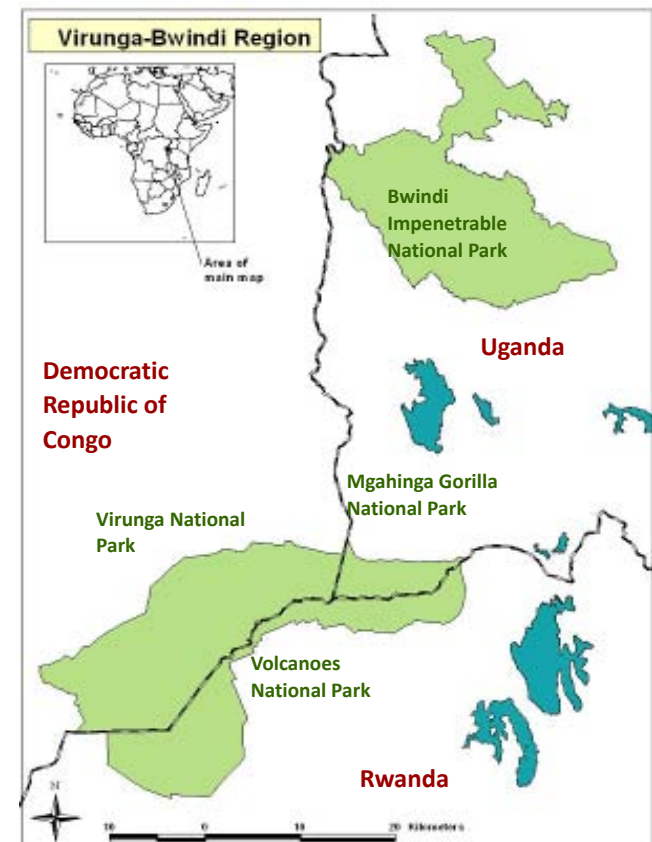 Virunga-Bwindi Region
Area of
main map
Bwindi
Impenetrable
National Park
Uganda
Democratic
Republic of
Congo
Mgahinga Gorilla
National Park
Virunga National
Park
Volcanoes
National Park
Rwanda
N
10 0 10 20 Kilometers